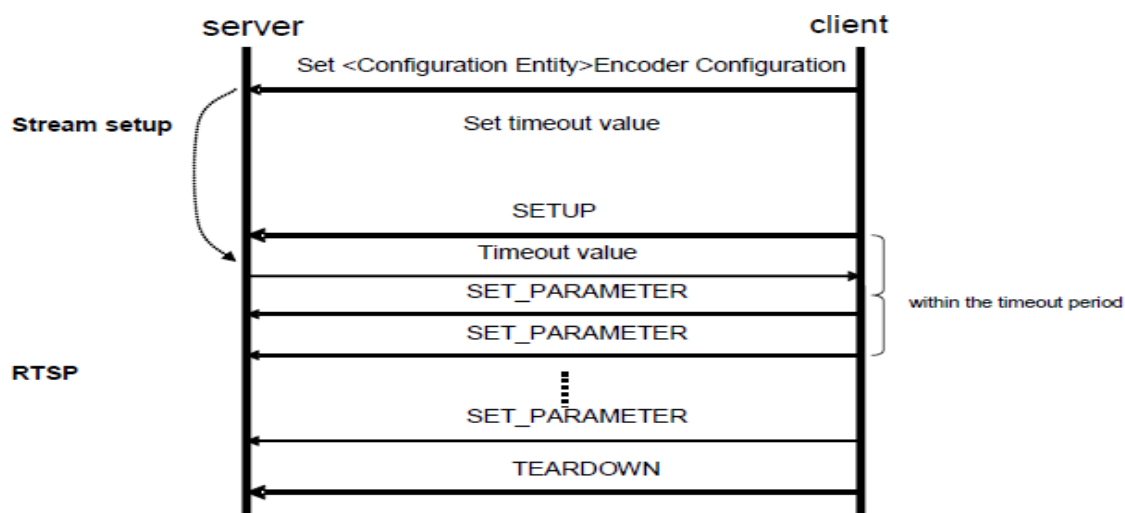 server
client
Set <Configuration Entity>Encoder Configuration
Stream setup
Set timeout value
SETUP
Timeout value
SET_PARAMETER
within the timeout period
SET_PARAMETER
RTSP
SET_PARAMETER
TEARDOWN